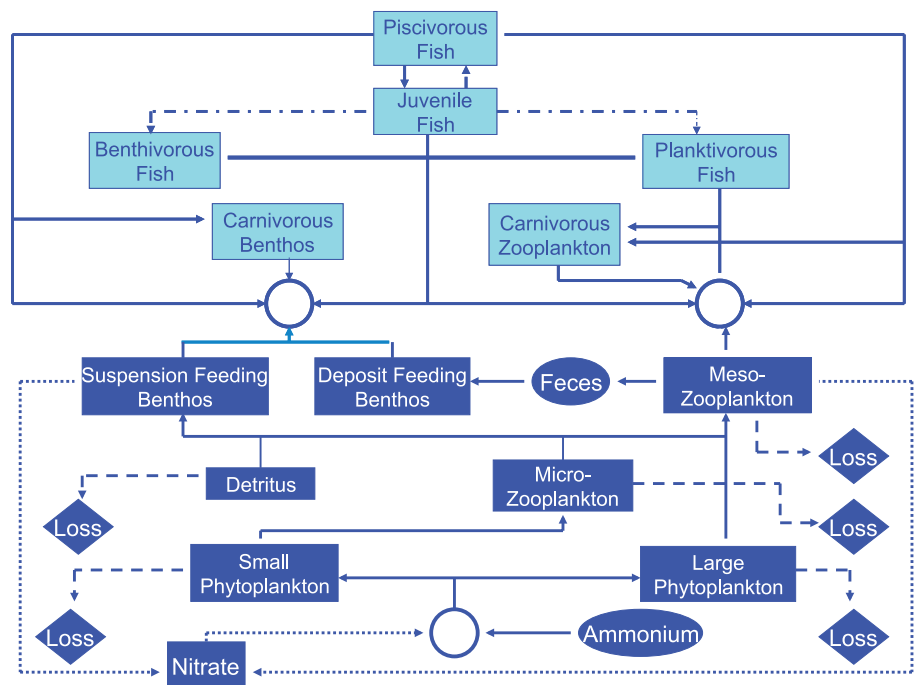 Piscivorous
Fish
Juvenile
Fish
Benthivorous
Fish
Planktivorous
Fish
Carnivorous
Benthos
Carnivorous
Zooplankton
Suspension Feeding
Benthos
Deposit Feeding
Benthos
Feces
Meso-
Zooplankton
Loss
Detritus
Micro-
Zooplankton
Loss
Loss
Small
Phytoplankton
Large
Phytoplankton
Loss
Ammonium
Loss
Nitrate